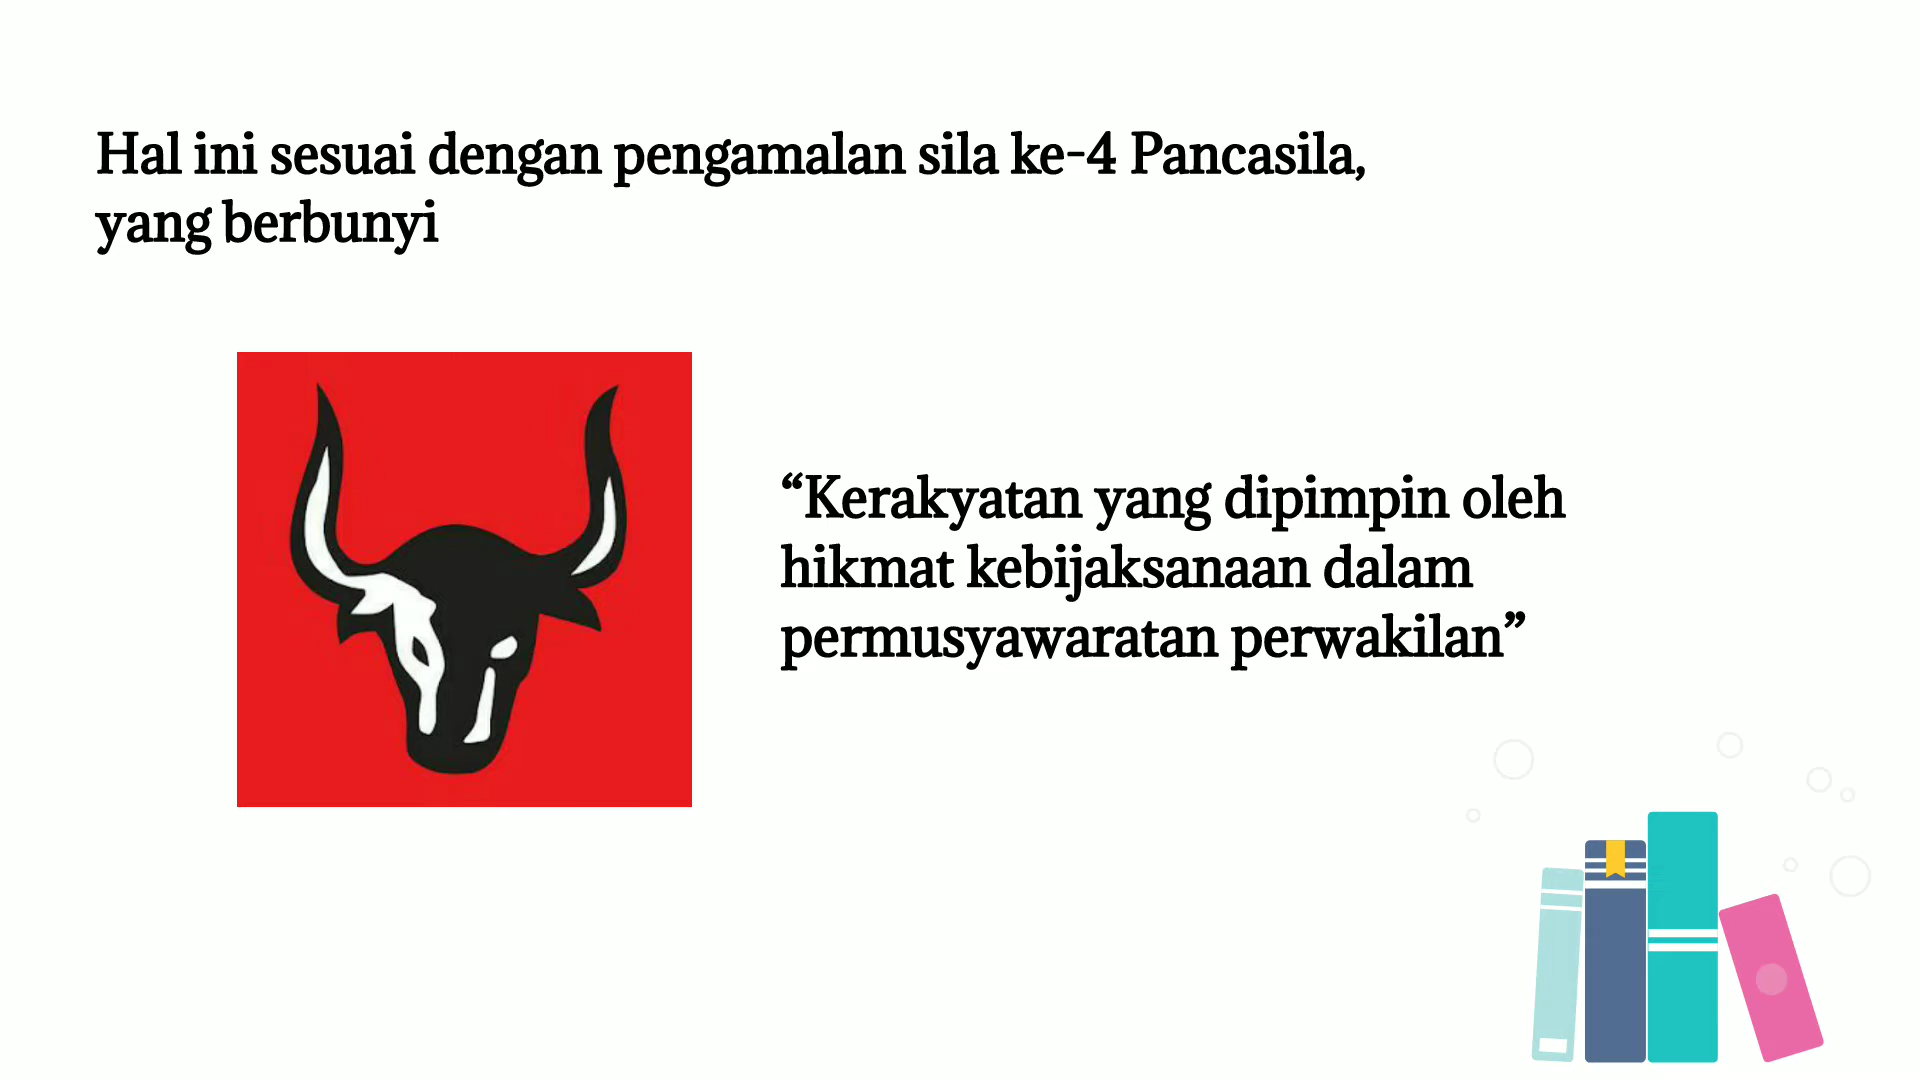 Hal ini sesuai dengan pengamalan sila ke-4 Pancasila,
yang berbunyi
“Kerakyatan yang dipimpin oleh
hikmat kebijaksanaan dalam
permusyawaratan perwakilan”